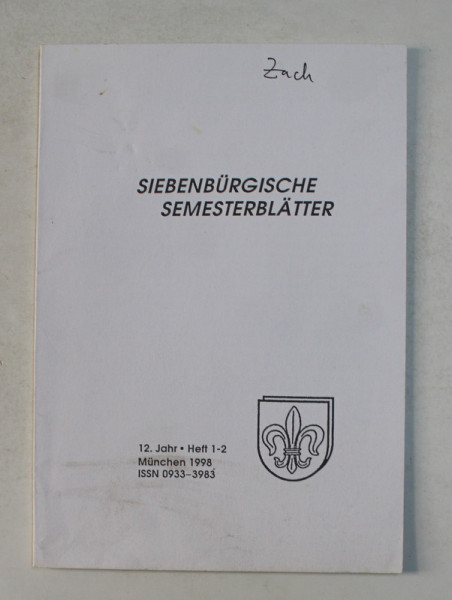 Zach
SIEBENBÜRGISCHE
SEMESTERBLÄTTER
12. Jahr • Heft 1-2
München 1998
ISSN 0933-3983